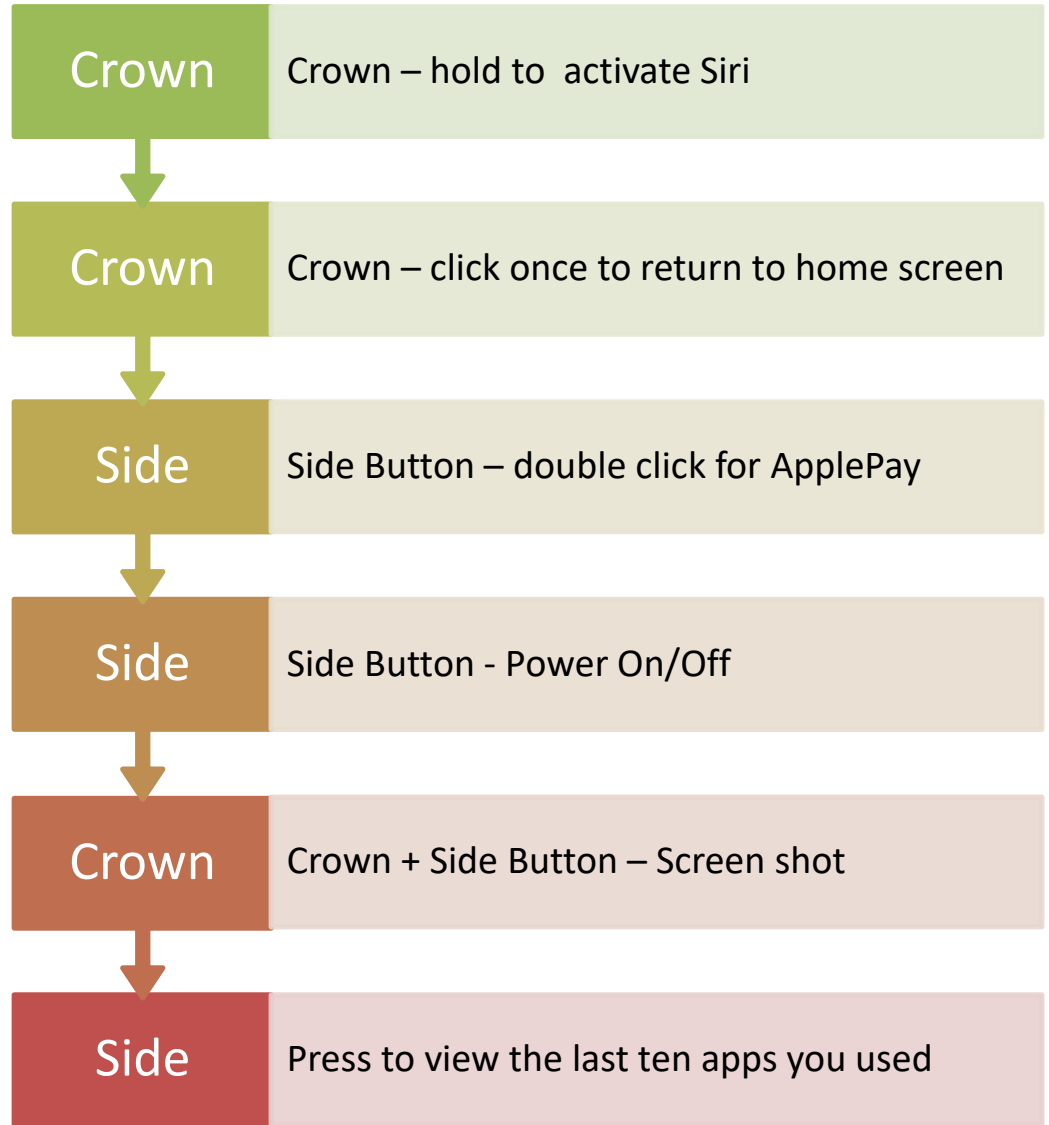 Crown
Crown – hold to  activate Siri
Crown
Crown – click once to return to home screen
Side
Side Button – double click for ApplePay
Side
Side Button - Power On/Off
Crown
Crown + Side Button – Screen shot
Side
Press to view the last ten apps you used